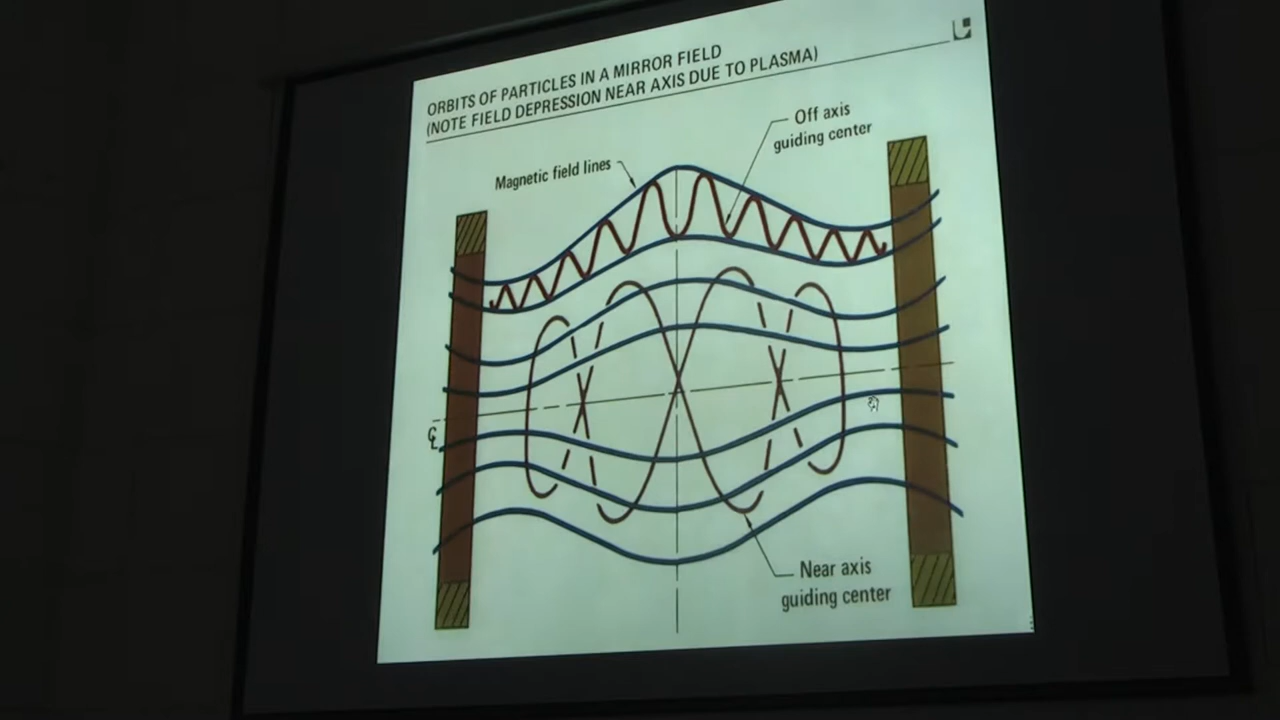 ORBITS OF PARTICLES IN A MIRROR FIELD
(NOTE FIELD DEPRESSION NEAR AXIS DUE TO PLASMA)
Off axis
guiding center
Magnetic field lines
℄
Near axis
guiding center